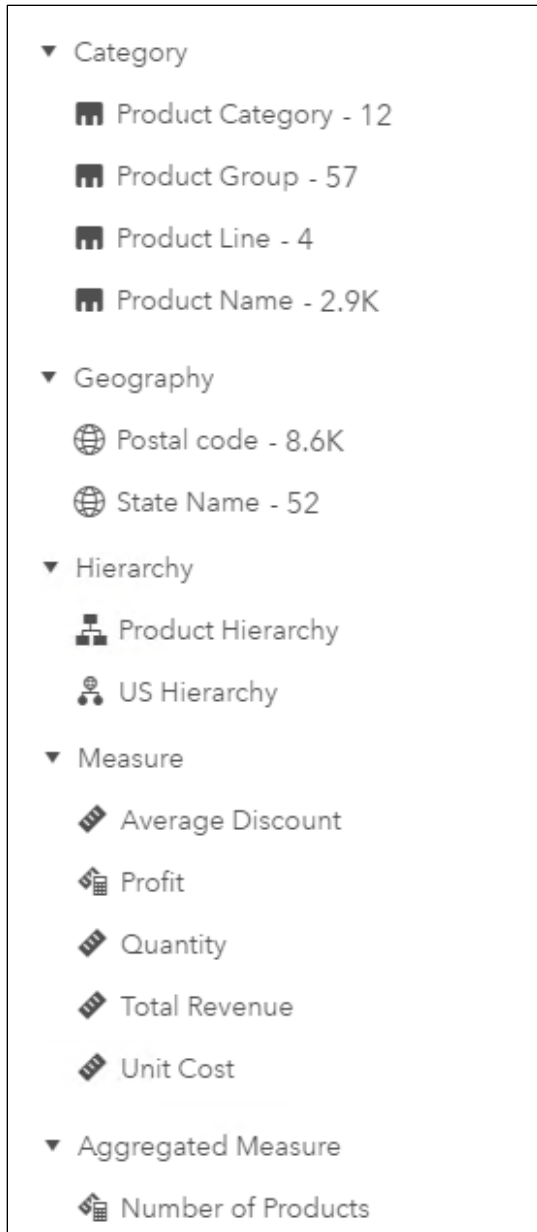 Category
Product Category - 12
Product Group - 57
Product Line - 4
Product Name - 2.9K
Geography
Postal code - 8.6K
State Name - 52
Hierarchy
Product Hierarchy
US Hierarchy
Measure
Average Discount
Profit
Quantity
Total Revenue
Unit Cost
Aggregated Measure
Number of Products